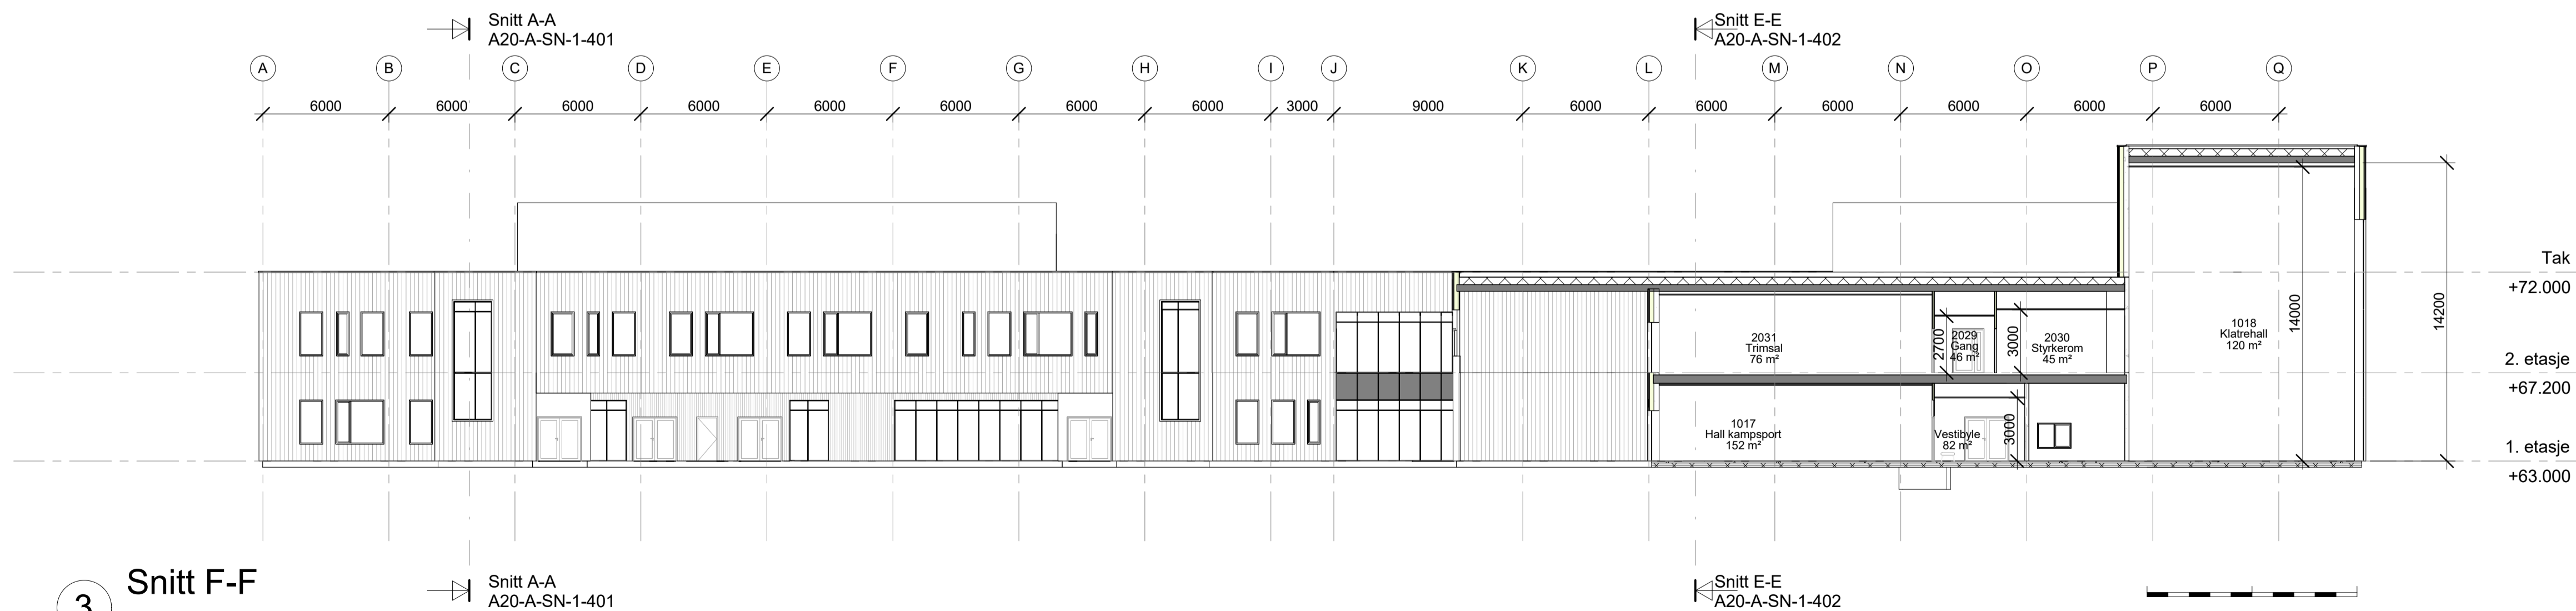 Snitt A-A
A20-A-SN-1-401
Snitt E-E
A20-A-SN-1-402
A B C D E F G H I J K L M N O P Q
6000 6000 6000 6000 6000 6000 6000 6000 3000 9000 6000 6000 6000 6000 6000 6000
Tak
+72.000
14000
14200
1018
Klatrehall
120 m²
2031
Trimsal
76 m²
2700
2029
Gang
46 m²
3000
2030
Styrkerom
45 m²
2. etasje
+67.200
1017
Hall kampsport
152 m²
Vestibyle
82 m²
3000
1. etasje
+63.000
3
Snitt F-F
Snitt A-A
A20-A-SN-1-401
Snitt E-E
A20-A-SN-1-402